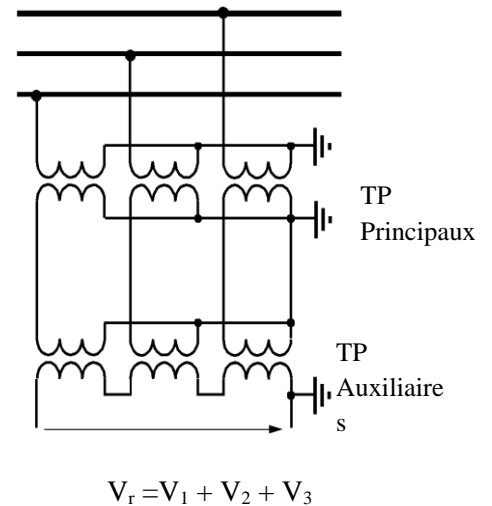 TP
Principaux
TP
Auxiliaire
s
V_r =V_1 + V_2 + V_3